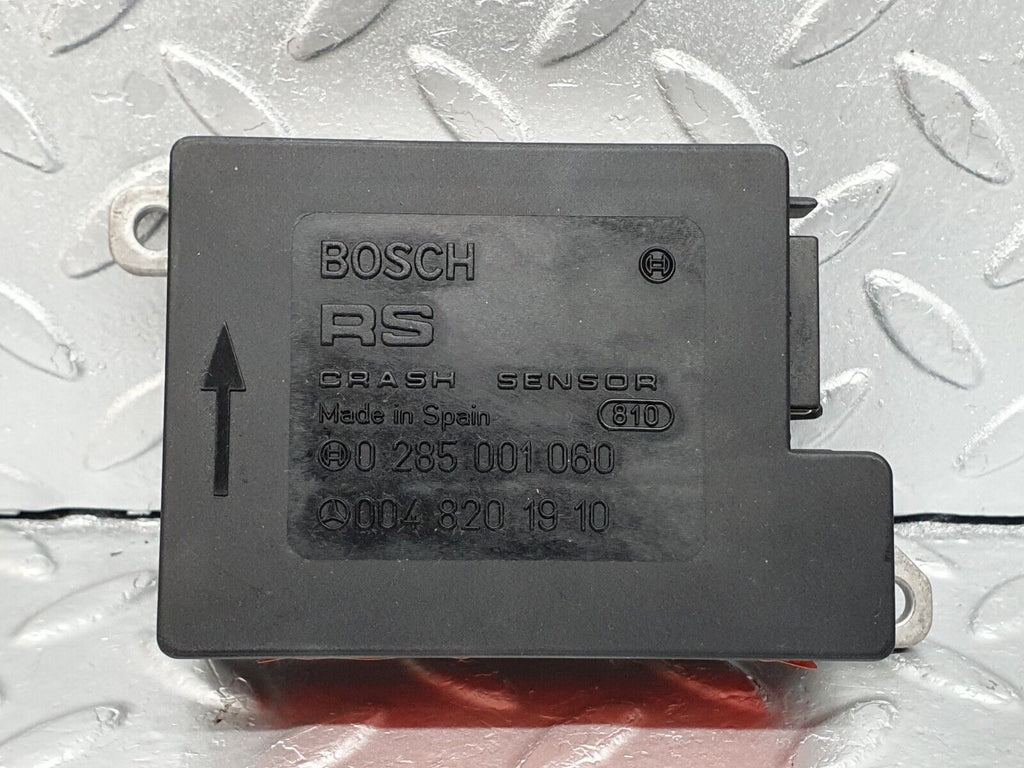 BOSCH
RS
CRASH SENSOR
Made in Spain 810
0 285 001 060
004 820 19 10